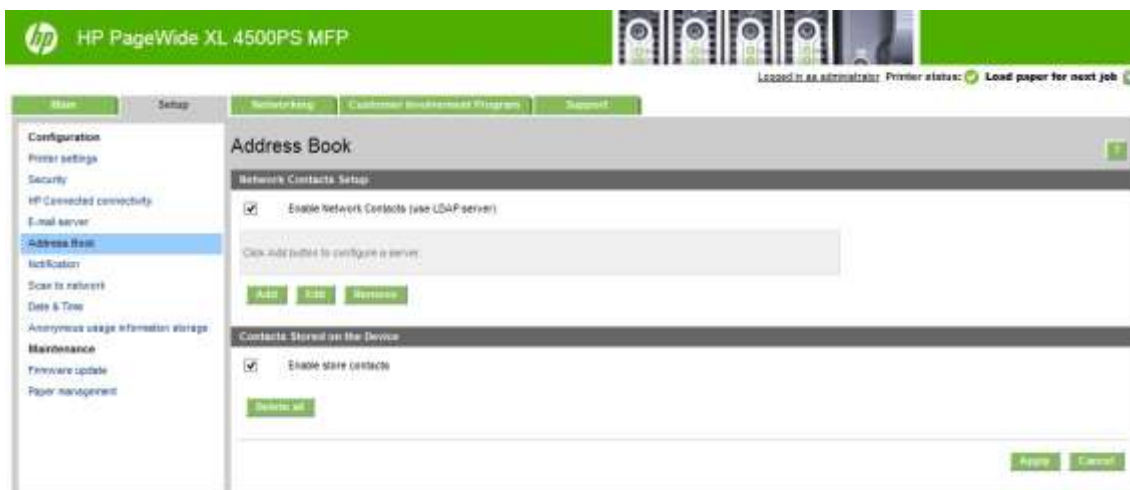 hp HP PageWide XL 4500PS MFP
Logged in as administrator Printer status: Load paper for next job
Main Setup Networking Customer Involvement Program Support
Configuration
Printer settings
Security
HP Connected connectivity
E-mail server
Address Book
Notification
Scan to network
Date & Time
Anonymous usage information storage
Maintenance
Firmware update
Paper management
Address Book
?
Network Contacts Setup
Enable Network Contacts (use LDAP server)
Click Add button to configure a server.
Add Edit Remove
Contacts Stored on the Device
Enable store contacts
Delete all
Apply Cancel